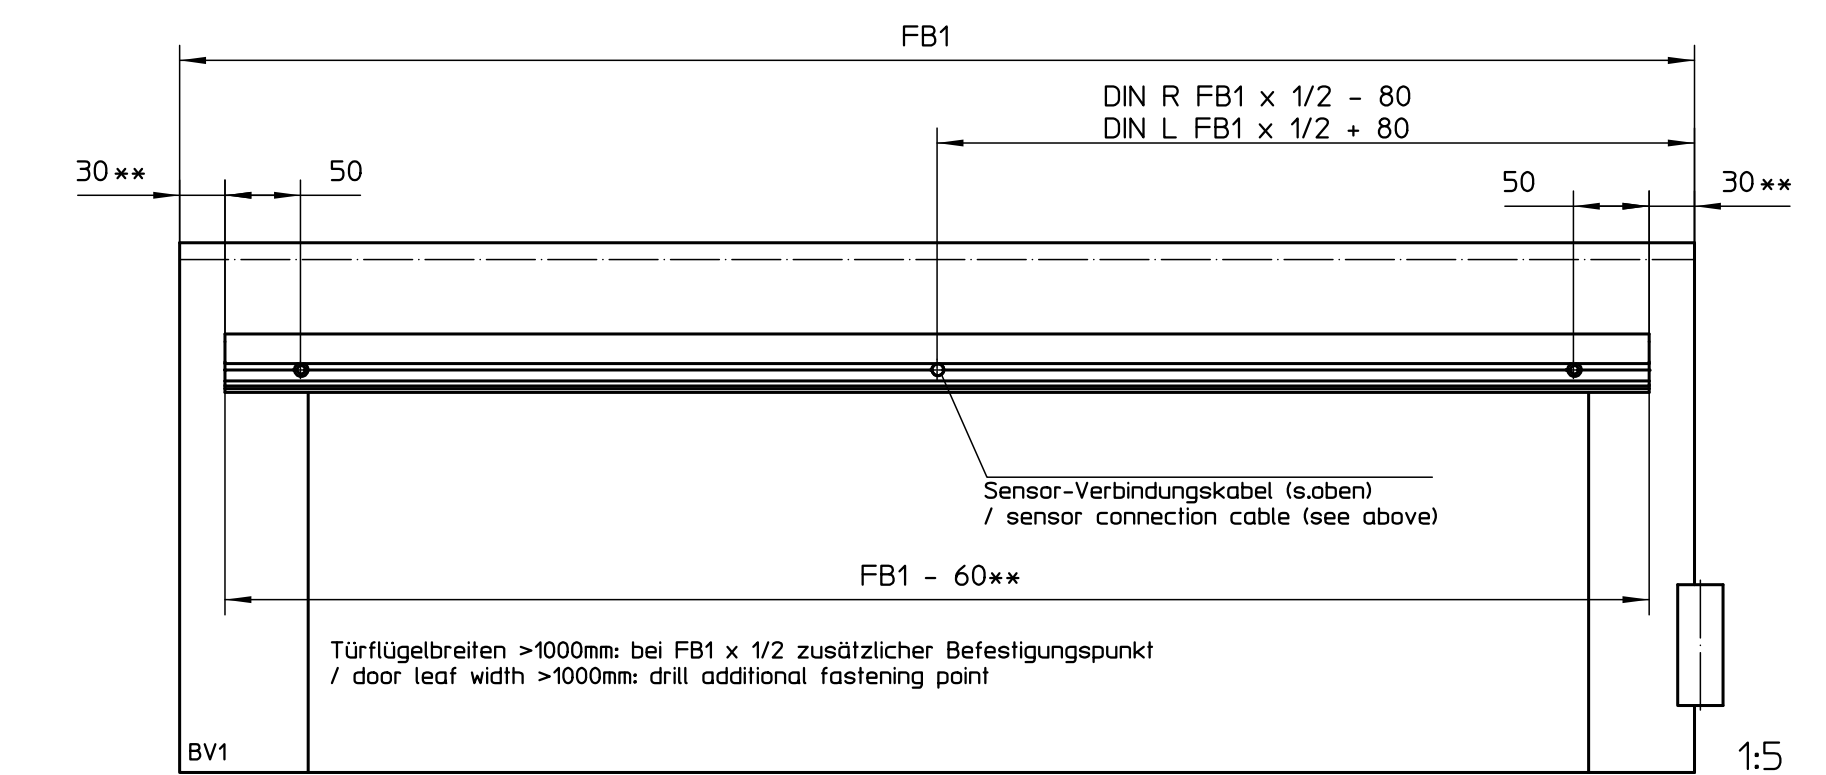 FB1
DIN R FB1 x 1/2 - 80
DIN L FB1 x 1/2 + 80
30**
50
50
30**
Sensor-Verbindungskabel (s.oben)
/ sensor connection cable (see above)
FB1 - 60**
Türflügelbreiten >1000mm: bei FB1 x 1/2 zusätzlicher Befestigungspunkt
/ door leaf width >1000mm: drill additional fastening point
BV1
1:5